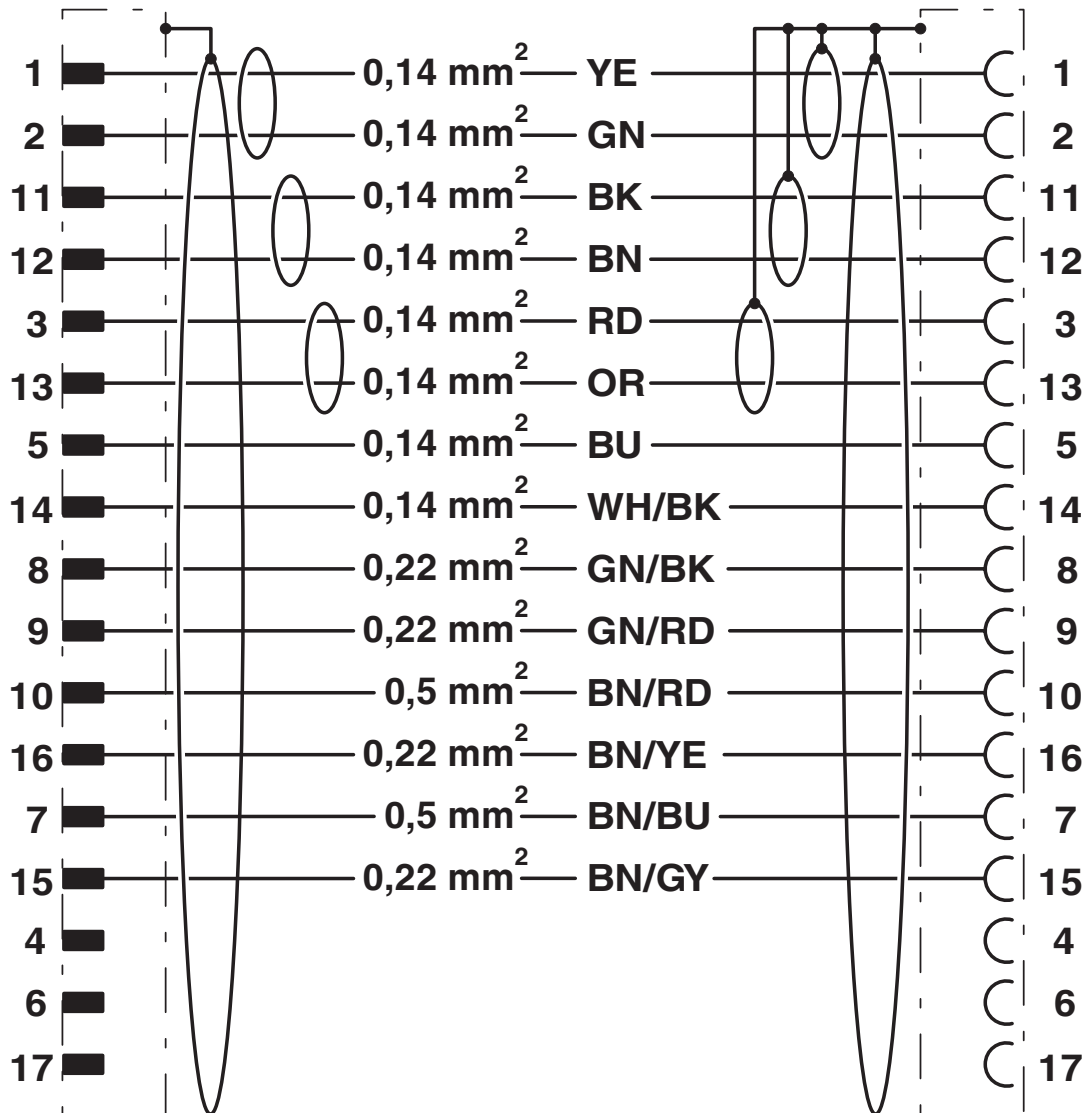 1 0,14 mm² YE 1
2 0,14 mm² GN 2
11 0,14 mm² BK 11
12 0,14 mm² BN 12
3 0,14 mm² RD 3
13 0,14 mm² OR 13
5 0,14 mm² BU 5
14 0,14 mm² WH/BK 14
8 0,22 mm² GN/BK 8
9 0,22 mm² GN/RD 9
10 0,5 mm² BN/RD 10
16 0,22 mm² BN/YE 16
7 0,5 mm² BN/BU 7
15 0,22 mm² BN/GY 15
4 4
6 6
17 17